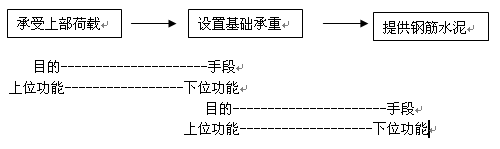 承受上部荷载↵ 设置基础承重↵ 提供钢筋水泥↵
目的---------------------手段↵
上位功能-----------------下位功能↵
目的----------------------手段↵
上位功能-------------------下位功能↵